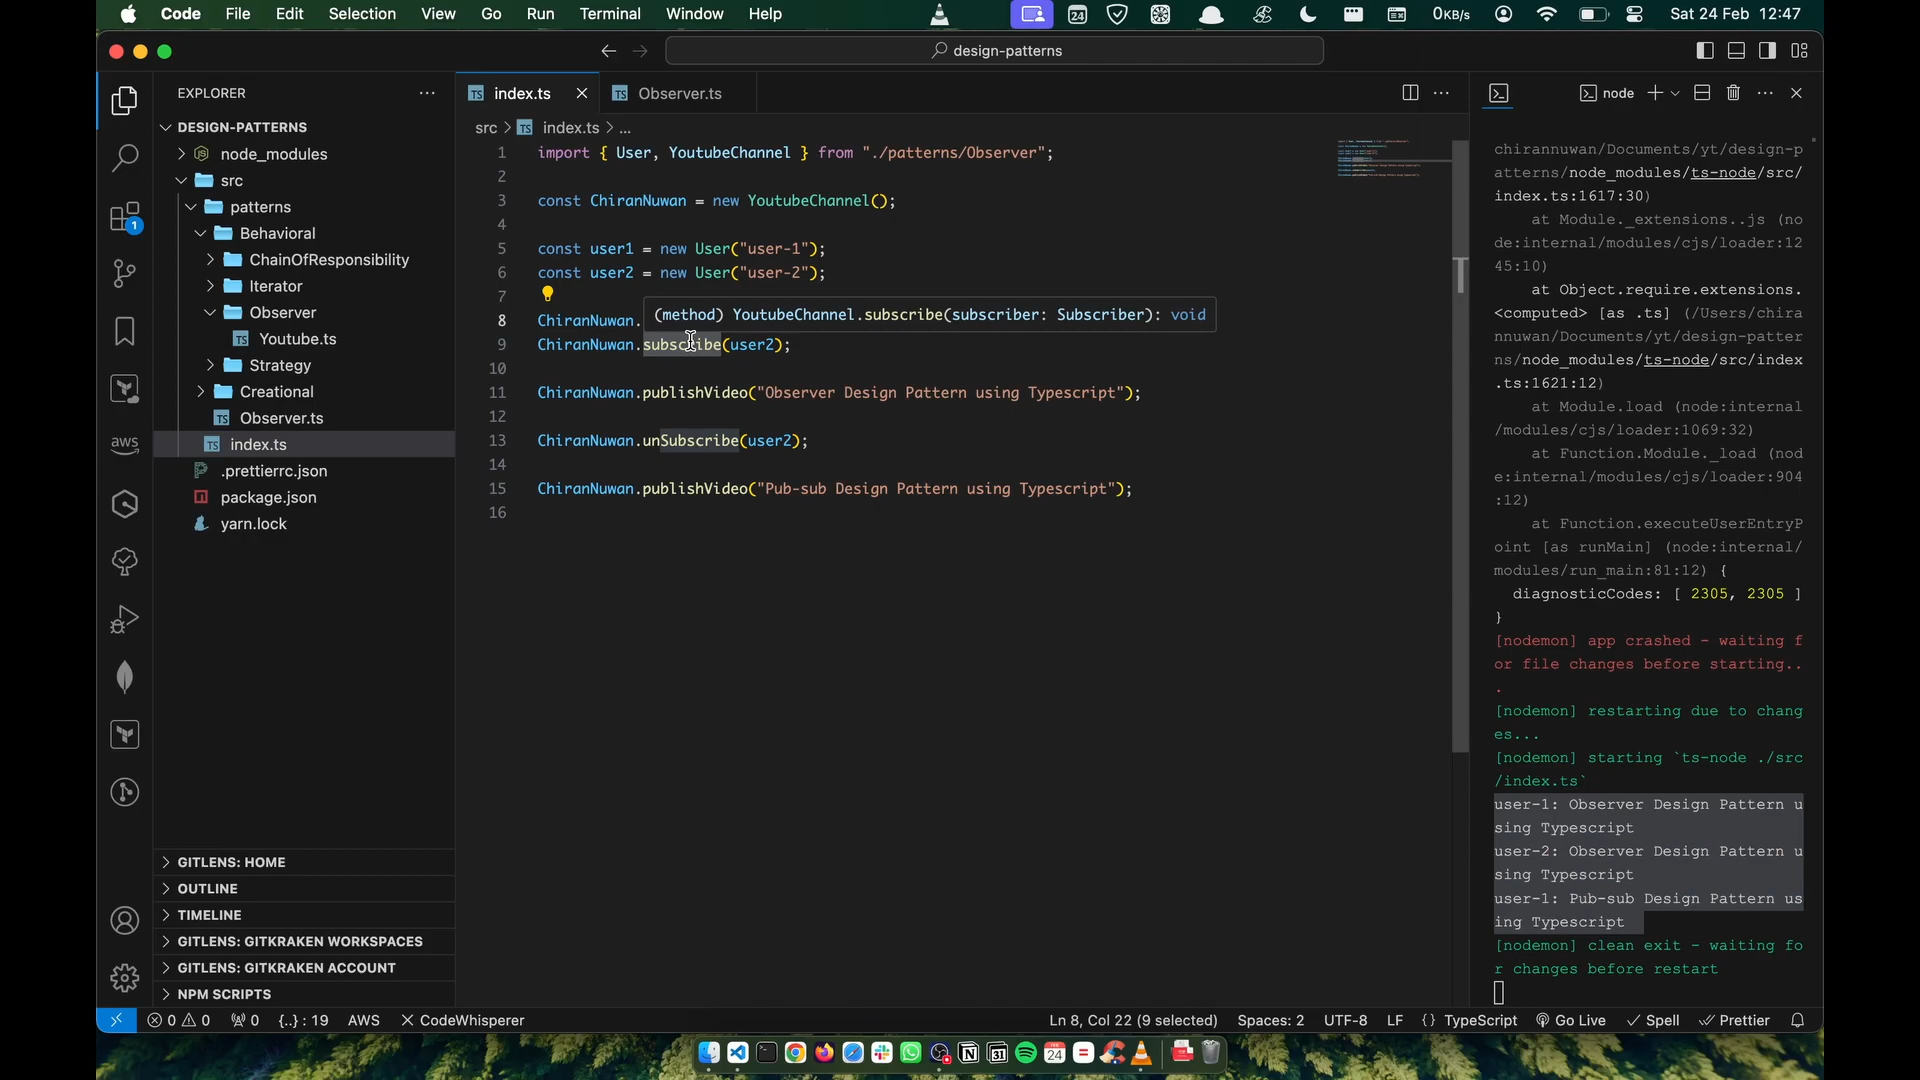 Code File Edit Selection View Go Run Terminal Window Help
24
0KB/s
Sat 24 Feb 12:47
design-patterns
EXPLORER
DESIGN-PATTERNS
node_modules
src
patterns
Behavioral
ChainOfResponsibility
Iterator
Observer
Youtube.ts
Strategy
Creational
Observer.ts
index.ts
.prettierrc.json
package.json
yarn.lock
GITLENS: HOME
OUTLINE
TIMELINE
GITLENS: GITKRAKEN WORKSPACES
GITLENS: GITKRAKEN ACCOUNT
NPM SCRIPTS
1
aws
TS index.ts
TS Observer.ts
src > TS index.ts > ...
1 import { User, YoutubeChannel } from "./patterns/Observer";
2
3 const ChiranNuwan = new YoutubeChannel();
4
5 const user1 = new User("user-1");
6 const user2 = new User("user-2");
7
(method) YoutubeChannel.subscribe(subscriber: Subscriber): void
8 ChiranNuwan.
9 ChiranNuwan.subscribe(user2);
10
11 ChiranNuwan.publishVideo("Observer Design Pattern using Typescript");
12
13 ChiranNuwan.unSubscribe(user2);
14
15 ChiranNuwan.publishVideo("Pub-sub Design Pattern using Typescript");
16
node
chirannuwan/Documents/yt/design-p
atterns/node_modules/ts-node/src/
index.ts:1617:30)
at Module._extensions..js (no
de:internal/modules/cjs/loader:12
45:10)
at Object.require.extensions.
<computed> [as .ts] (/Users/chira
nnuwan/Documents/yt/design-patter
ns/node_modules/ts-node/src/index
.ts:1621:12)
at Module.load (node:internal
/modules/cjs/loader:1069:32)
at Function.Module._load (nod
e:internal/modules/cjs/loader:904
:12)
at Function.executeUserEntryP
oint [as runMain] (node:internal/
modules/run_main:81:12) {
diagnosticCodes: [ 2305, 2305 ]
}
[nodemon] app crashed - waiting f
or file changes before starting..
.
[nodemon] restarting due to chang
es...
[nodemon] starting `ts-node ./src
/index.ts`
user-1: Observer Design Pattern u
sing Typescript
user-2: Observer Design Pattern u
sing Typescript
user-1: Pub-sub Design Pattern us
ing Typescript
[nodemon] clean exit - waiting fo
r changes before restart
0 0 0 {..} : 19 AWS CodeWhisperer
Ln 8, Col 22 (9 selected) Spaces: 2 UTF-8 LF {} TypeScript Go Live Spell Prettier